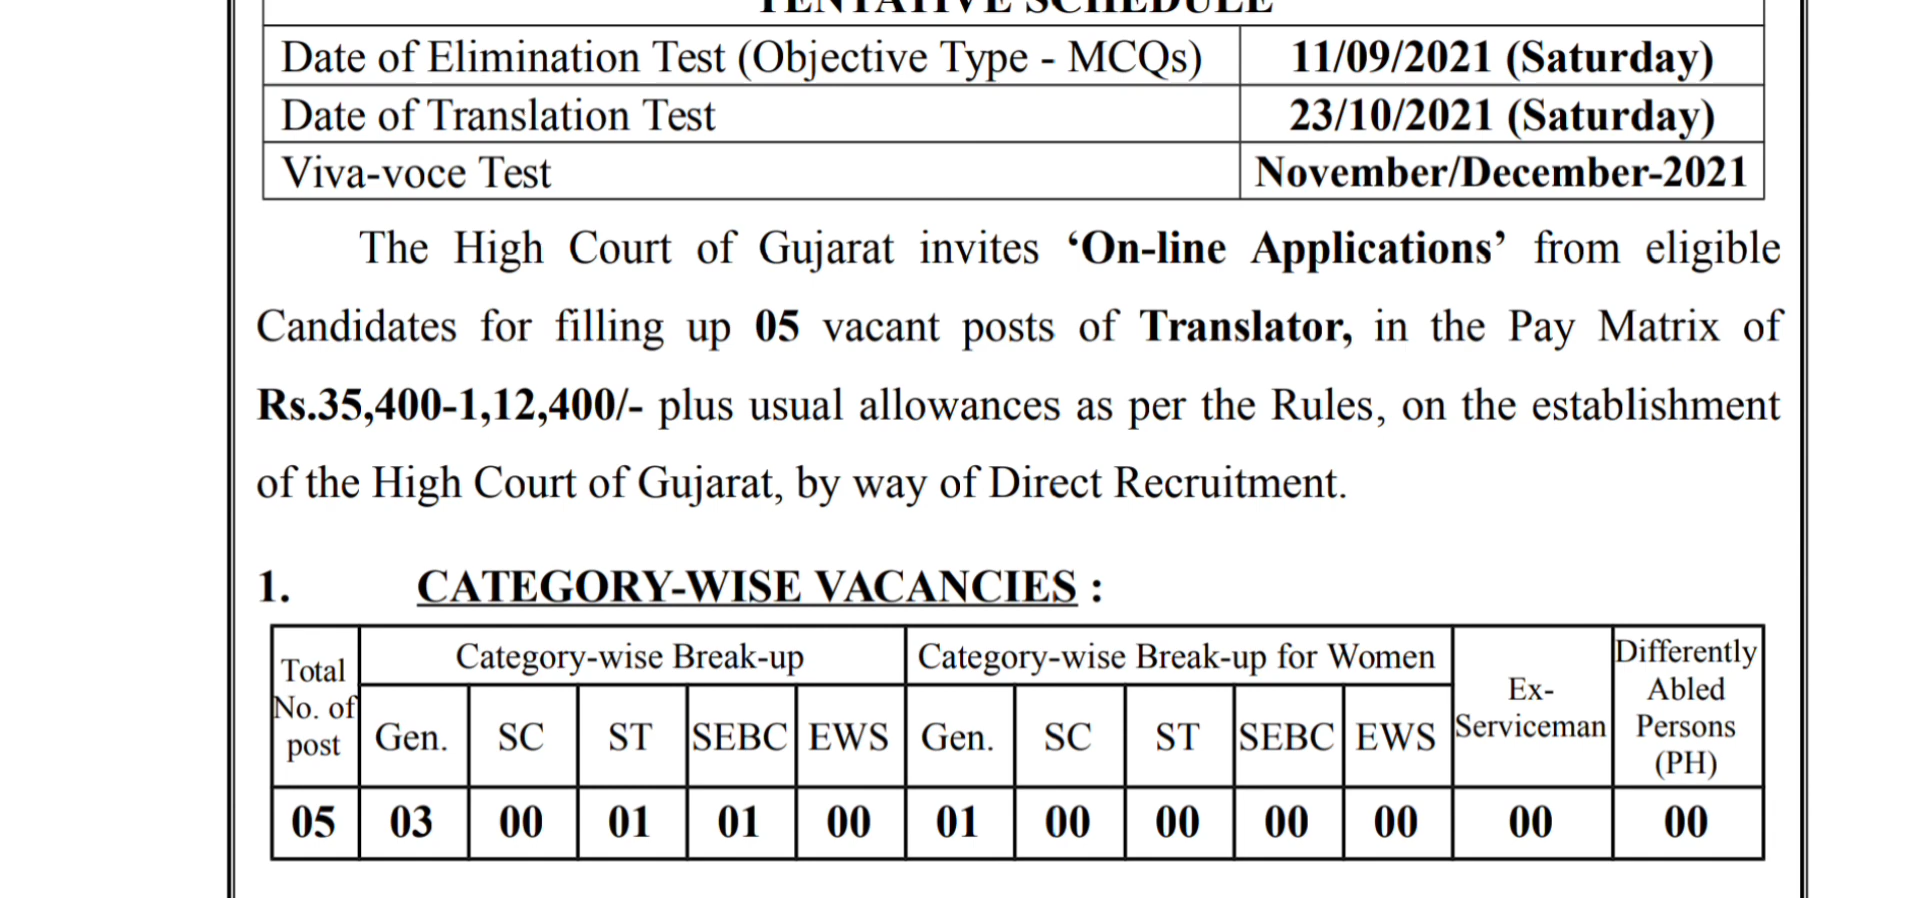 TENTATIVE SCHEDULE
Date of Elimination Test (Objective Type - MCQs) 11/09/2021 (Saturday)
Date of Translation Test 23/10/2021 (Saturday)
Viva-voce Test November/December-2021
The High Court of Gujarat invites ‘On-line Applications’ from eligible
Candidates for filling up 05 vacant posts of Translator, in the Pay Matrix of
Rs.35,400-1,12,400/- plus usual allowances as per the Rules, on the establishment
of the High Court of Gujarat, by way of Direct Recruitment.
1. CATEGORY-WISE VACANCIES :
Total
No. of
post
Category-wise Break-up
Category-wise Break-up for Women
Ex-
Serviceman
Differently
Abled
Persons
(PH)
Gen. SC ST SEBC EWS Gen. SC ST SEBC EWS
05 03 00 01 01 00 01 00 00 00 00 00 00